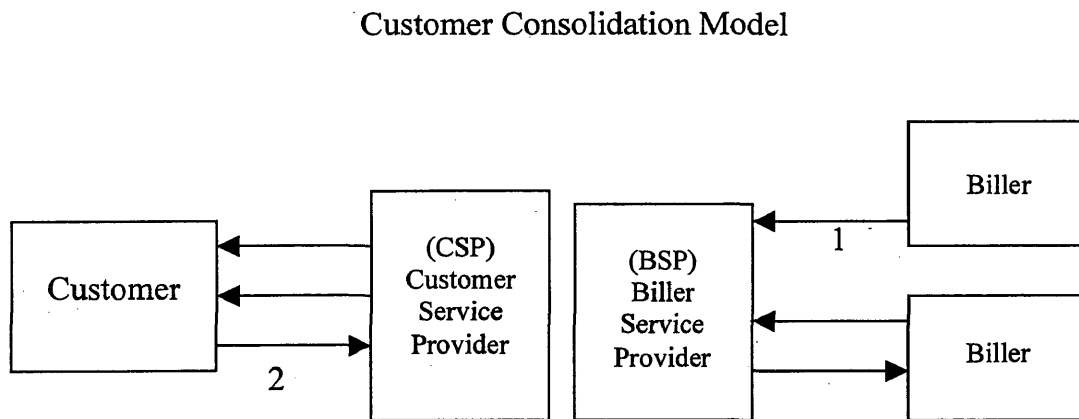 Customer Consolidation Model
Customer
2
(CSP)
Customer
Service
Provider
(BSP)
Biller
Service
Provider
1
Biller
Biller